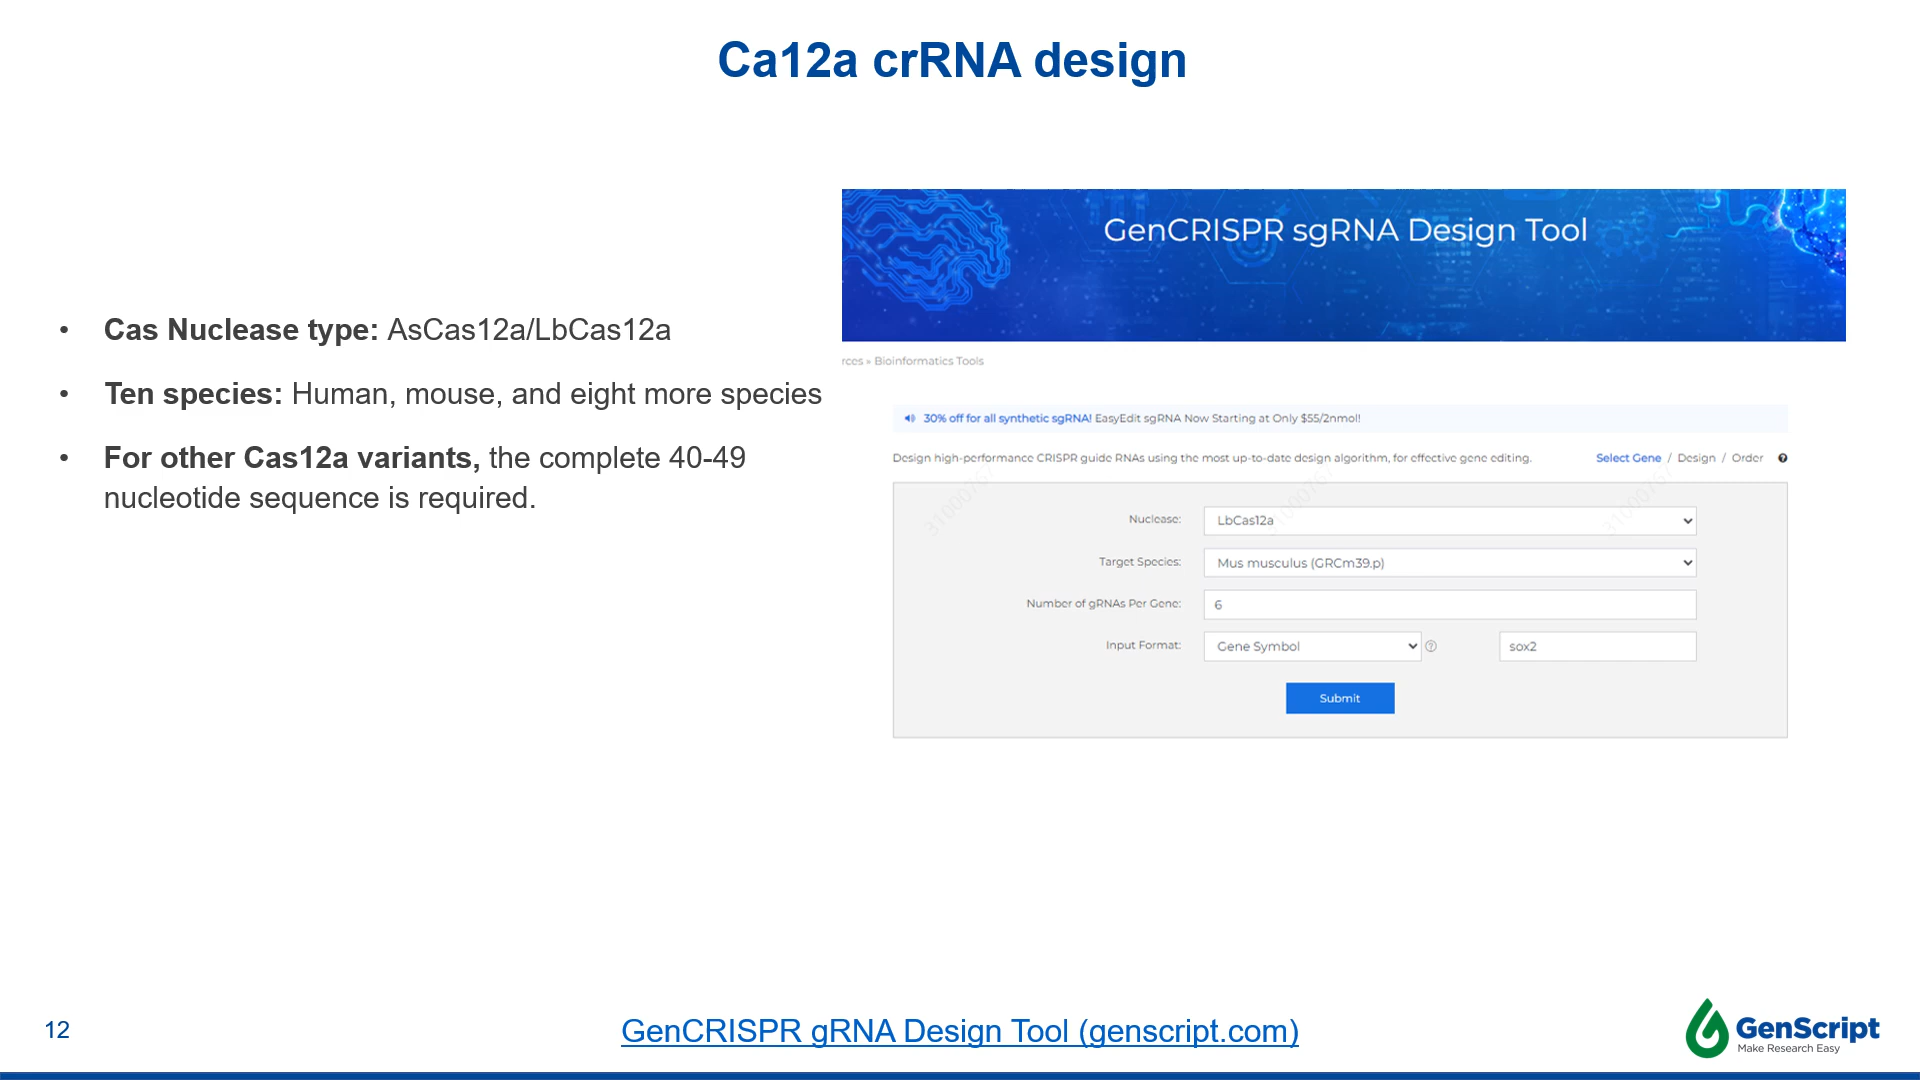 Ca12a crRNA design
• Cas Nuclease type: AsCas12a/LbCas12a
• Ten species: Human, mouse, and eight more species
• For other Cas12a variants, the complete 40-49
nucleotide sequence is required.
GenCRISPR sgRNA Design Tool
rces » Bioinformatics Tools
30% off for all synthetic sgRNA! EasyEdit sgRNA Now Starting at Only $55/2nmol!
Design high-performance CRISPR guide RNAs using the most up-to-date design algorithm, for effective gene editing.
Select Gene / Design / Order
31000767
31000767
31000767
Nuclease: LbCas12a
Target Species: Mus musculus (GRCm39.p)
Number of gRNAs Per Gene: 6
Input Format: Gene Symbol sox2
Submit
12
GenCRISPR gRNA Design Tool (genscript.com)
GenScript
Make Research Easy